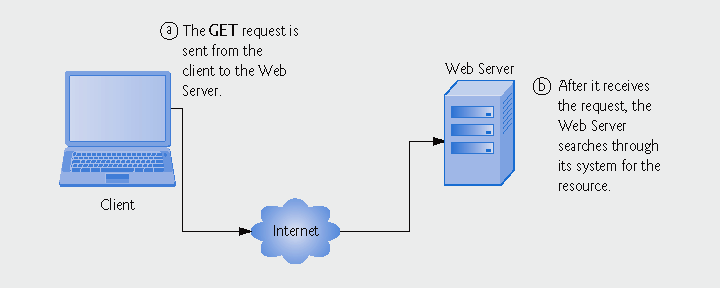 a The GET request is
sent from the
client to the Web
Server.
Web Server
b After it receives
the request, the
Web Server
searches through
its system for the
resource.
Client
Internet